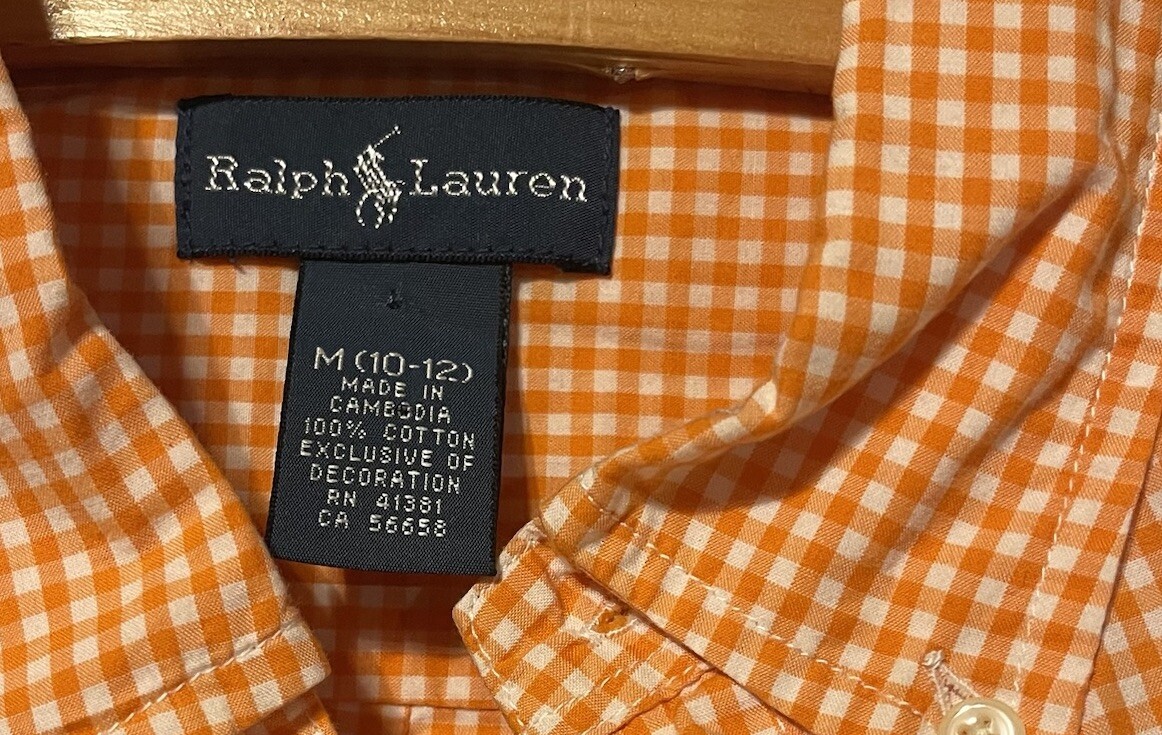 Ralph Lauren
M (10-12)
MADE IN
CAMBODIA
100% COTTON
EXCLUSIVE OF
DECORATION
RN 41381
CA 56658